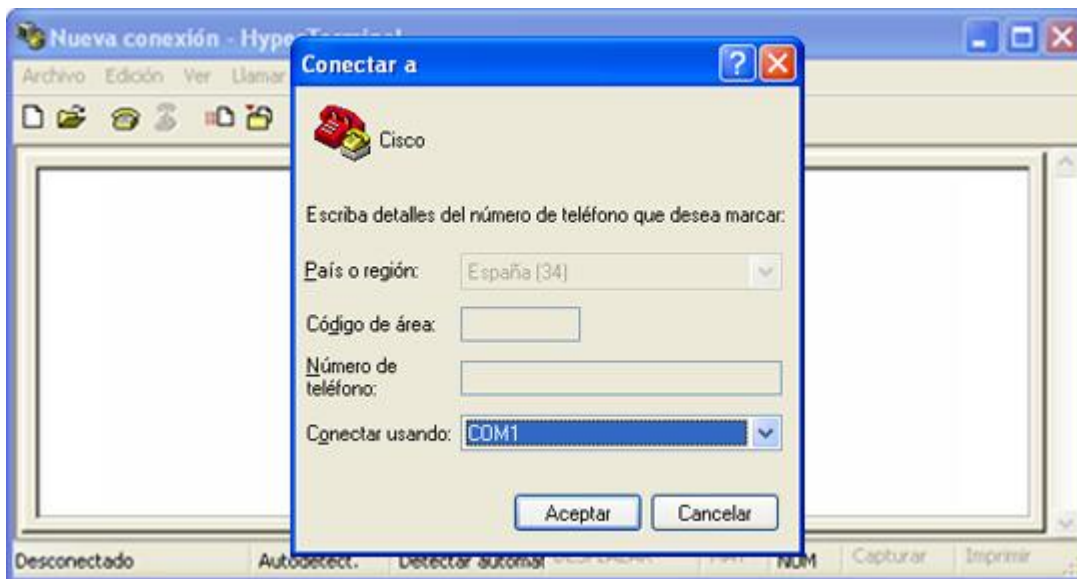 Nueva conexión - HyperTerminal
Conectar a
Archivo Edición Ver Llamar
Cisco
Escriba detalles del número de teléfono que desea marcar:
País o región: España (34)
Código de área:
Número de
teléfono:
Conectar usando: COM1
Aceptar Cancelar
Desconectado Autodetect. Detectar automát NUM Capturar Imprimir